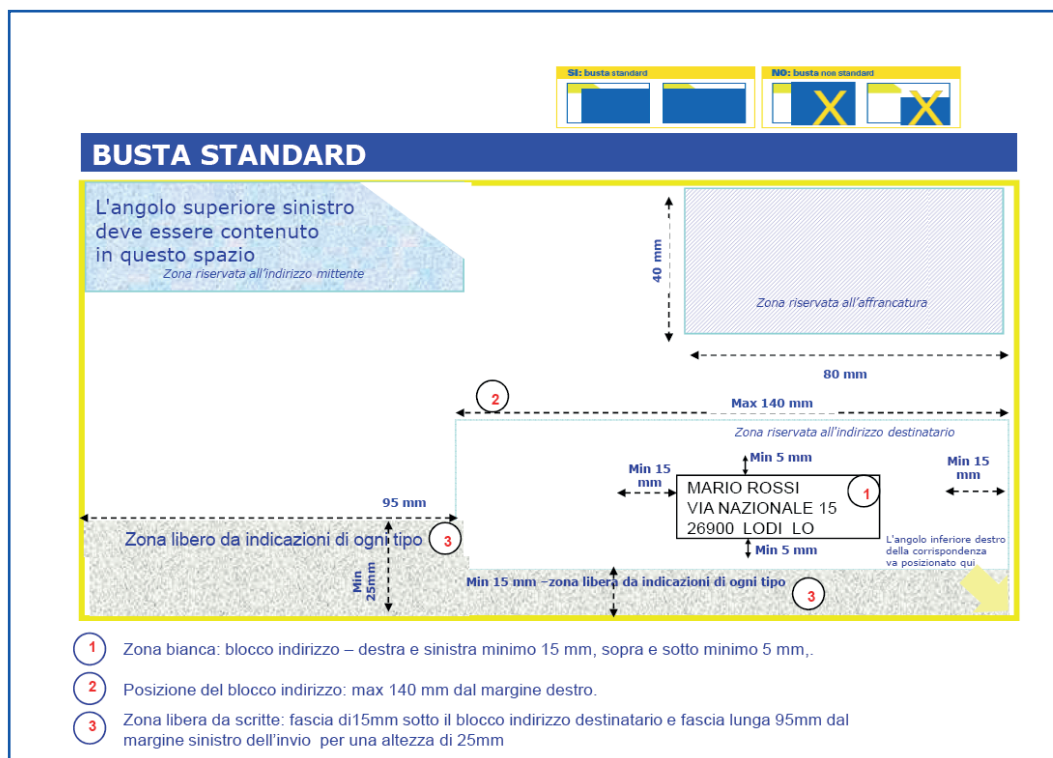 SI: busta standard
NO: busta non standard
BUSTA STANDARD
L'angolo superiore sinistro
deve essere contenuto
in questo spazio
Zona riservata all'indirizzo mittente
40 mm
Zona riservata all'affrancatura
80 mm
2
Max 140 mm
Zona riservata all'indirizzo destinatario
Min 5 mm
Min 15
mm
Min 15
mm
MARIO ROSSI
VIA NAZIONALE 15
26900 LODI LO
1
95 mm
Zona libero da indicazioni di ogni tipo
3
Min 5 mm
L'angolo inferiore destro
della corrispondenza
va posizionato qui
Min
25mm
Min 15 mm –zona libera da indicazioni di ogni tipo
3
1 Zona bianca: blocco indirizzo – destra e sinistra minimo 15 mm, sopra e sotto minimo 5 mm,.
2 Posizione del blocco indirizzo: max 140 mm dal margine destro.
3 Zona libera da scritte: fascia di15mm sotto il blocco indirizzo destinatario e fascia lunga 95mm dal
margine sinistro dell'invio per una altezza di 25mm